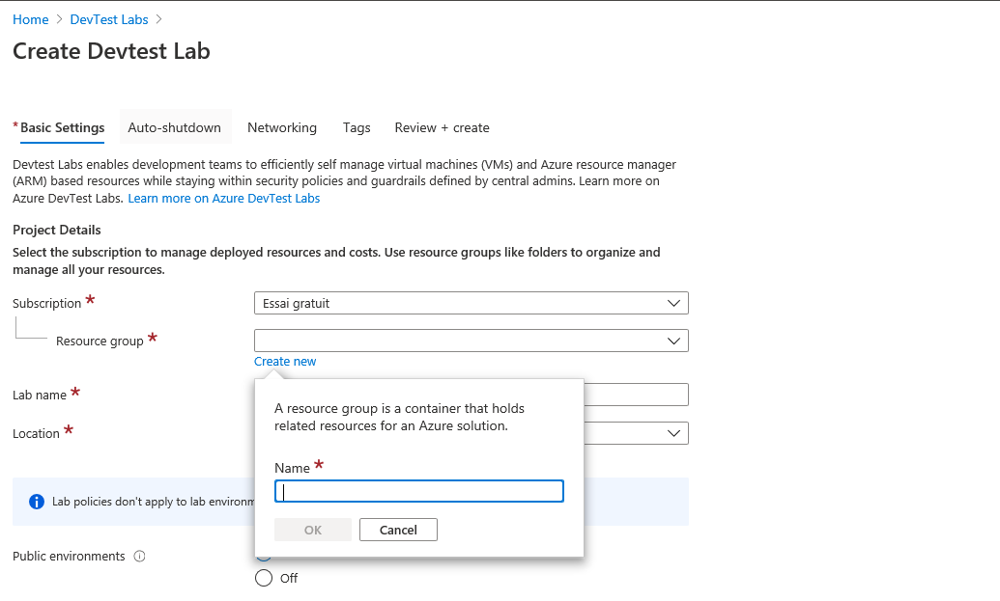 Home > DevTest Labs >
Create Devtest Lab
* Basic Settings Auto-shutdown Networking Tags Review + create
Devtest Labs enables development teams to efficiently self manage virtual machines (VMs) and Azure resource manager
(ARM) based resources while staying within security policies and guardrails defined by central admins. Learn more on
Azure DevTest Labs. Learn more on Azure DevTest Labs
Project Details
Select the subscription to manage deployed resources and costs. Use resource groups like folders to organize and
manage all your resources.
Subscription * Essai gratuit
Resource group *
Create new
A resource group is a container that holds
related resources for an Azure solution.
Name *
OK Cancel
Lab name *
Location *
Lab policies don't apply to lab environm
Public environments
Off